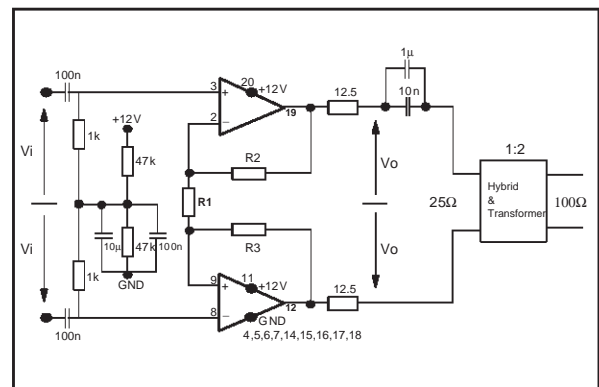 1µ
100n
20
+12V
3
+
19
2
−
12.5
10n
+12V
1k
Vi
47k
R2
Vo
1:2
R1
25Ω
Hybrid
&
Transformer
100Ω
10µ
47k
100n
R3
Vi
1k
GND
Vo
11
+12V
9
+
12
8
−
12.5
GND
100n
4,5,6,7,14,15,16,17,18